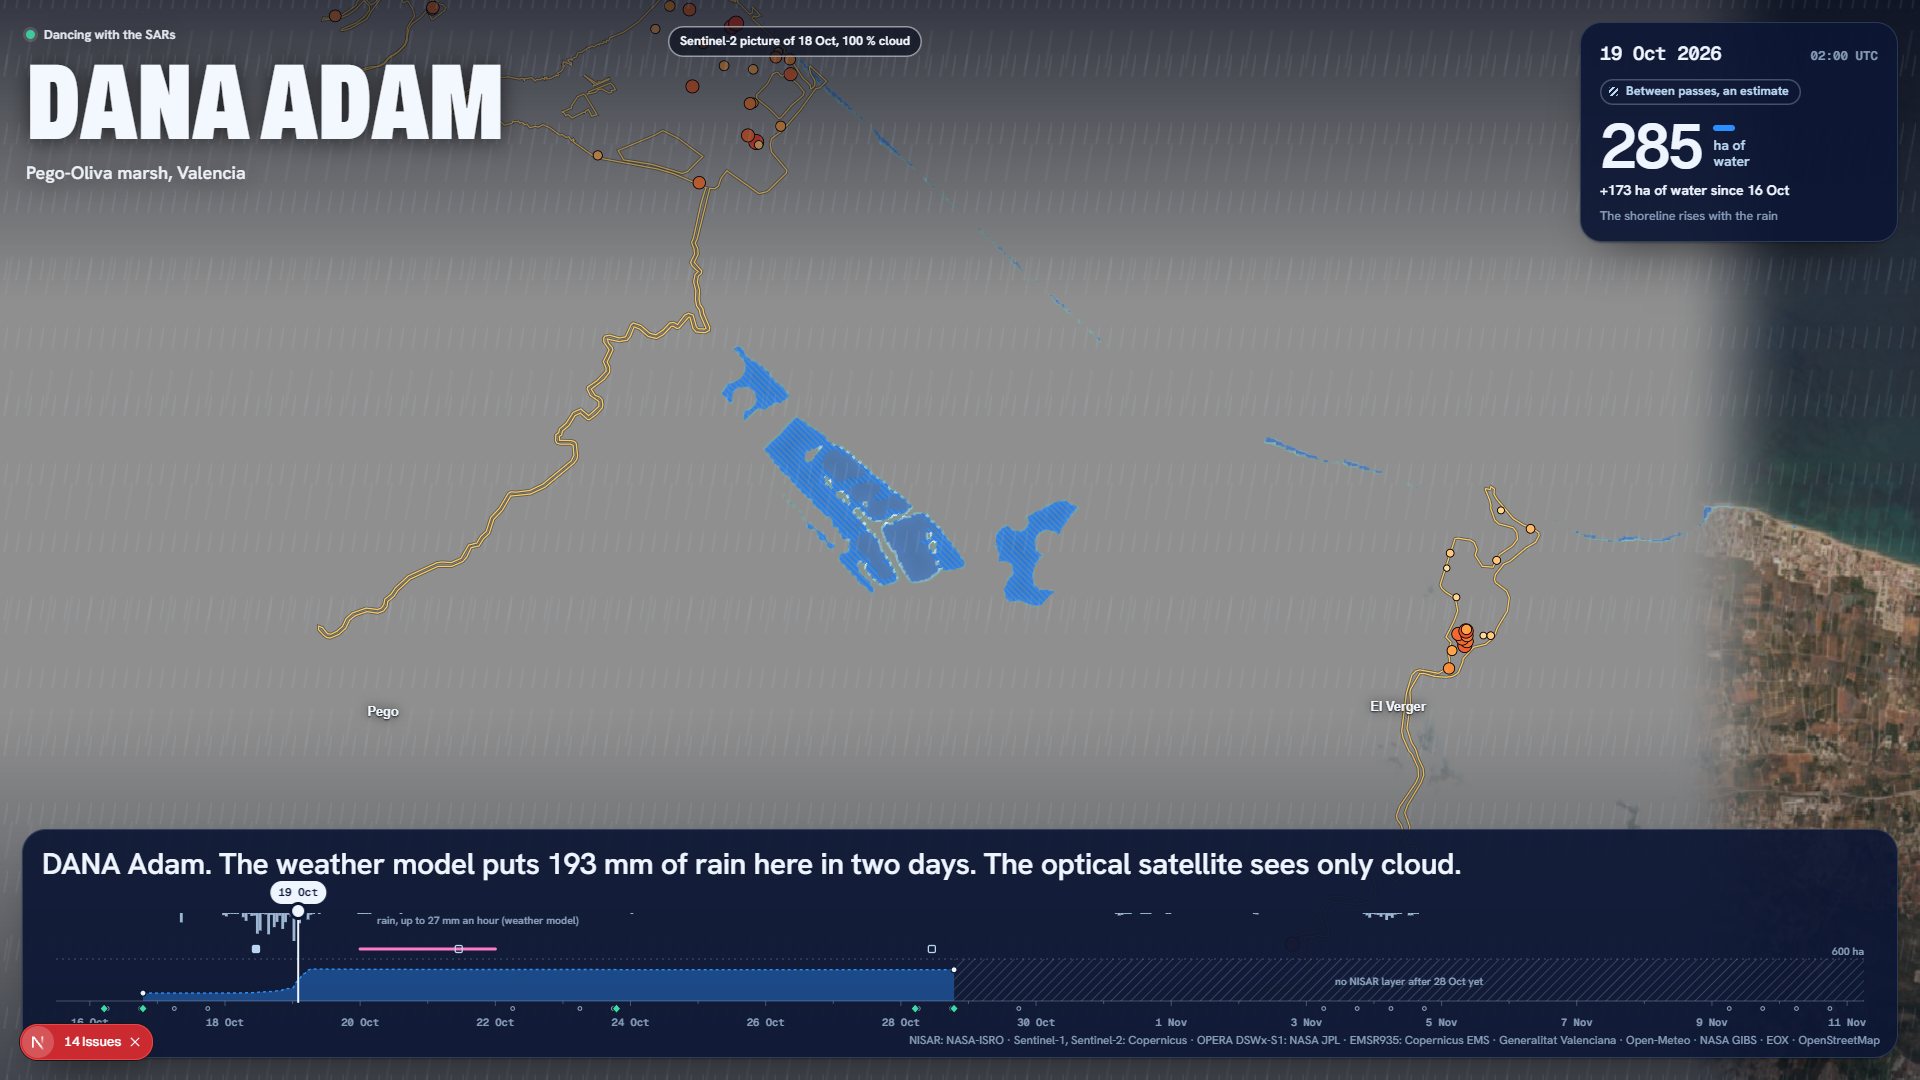 Dancing with the SARs
DANA ADAM
Pego-Oliva marsh, Valencia
Sentinel-2 picture of 18 Oct, 100 % cloud
19 Oct 2026
02:00 UTC
Between passes, an estimate
285
ha of
water
+173 ha of water since 16 Oct
The shoreline rises with the rain
Pego
El Verger
DANA Adam. The weather model puts 193 mm of rain here in two days. The optical satellite sees only cloud.
19 Oct
rain, up to 27 mm an hour (weather model)
600 ha
no NISAR layer after 28 Oct yet
16 Oct
18 Oct
20 Oct
22 Oct
24 Oct
26 Oct
28 Oct
30 Oct
1 Nov
3 Nov
5 Nov
7 Nov
9 Nov
11 Nov
N
14 Issues
NISAR: NASA-ISRO · Sentinel-1, Sentinel-2: Copernicus · OPERA DSWx-S1: NASA JPL · EMSR935: Copernicus EMS · Generalitat Valenciana · Open-Meteo · NASA GIBS · EOX · OpenStreetMap